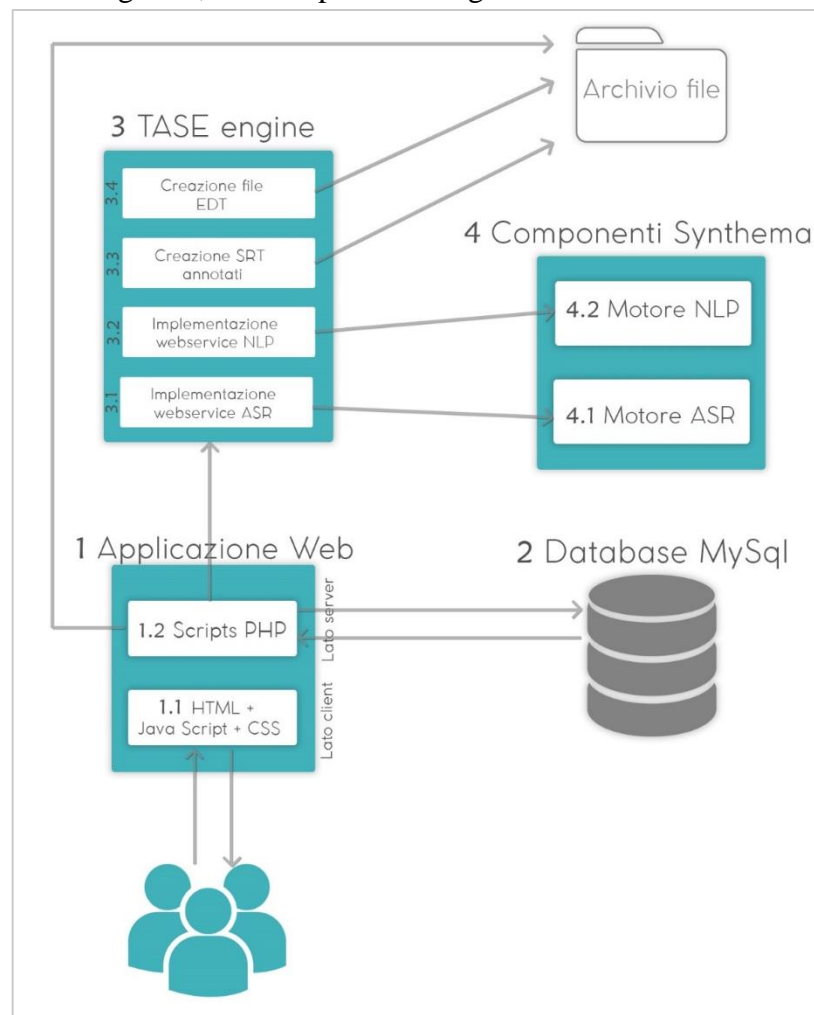 Archivio file
3 TASE engine
3.4
Creazione file
EDT
3.3
Creazione SRT
annotati
3.2
Implementazione
webservice NLP
3.1
Implementazione
webservice ASR
4 Componenti Synthema
4.2 Motore NLP
4.1 Motore ASR
1 Applicazione Web
1.2 Scripts PHP
Lato server
1.1 HTML +
Java Script + CSS
Lato client
2 Database MySql